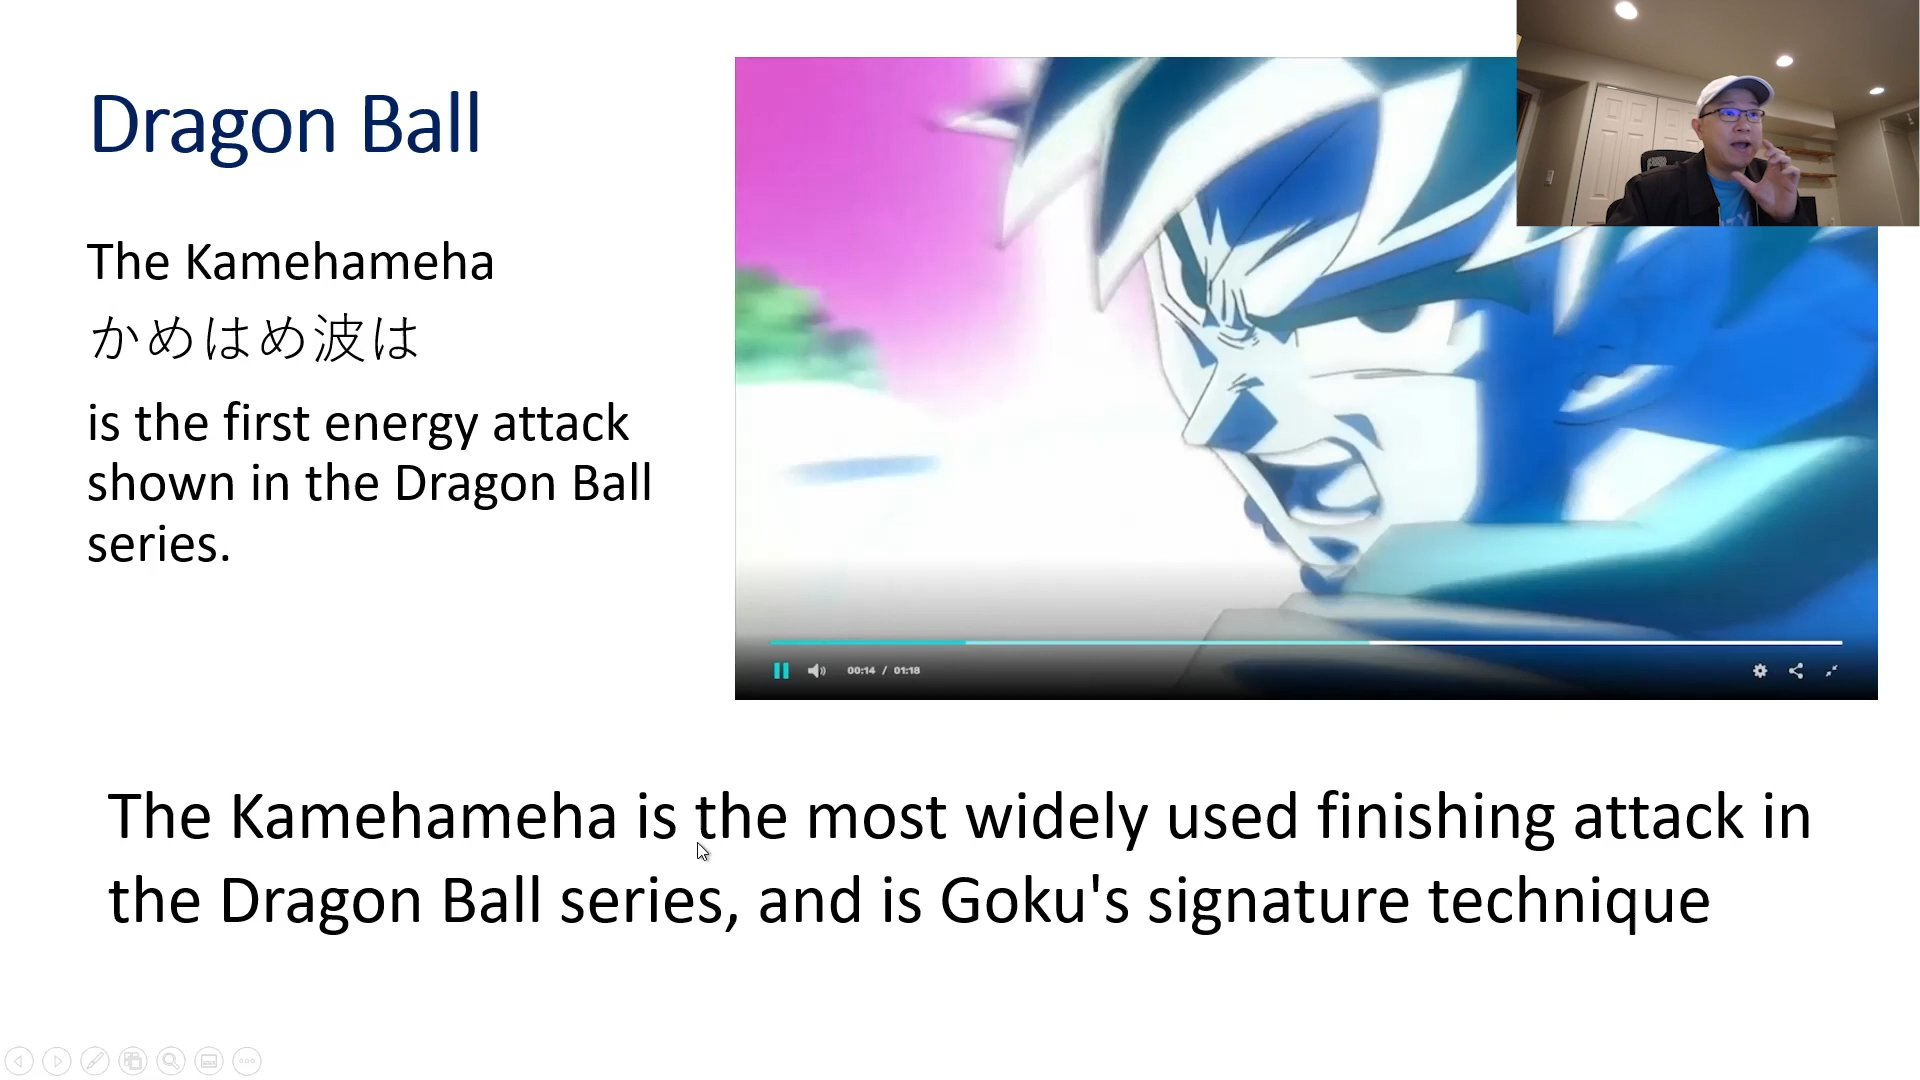 Dragon Ball
The Kamehameha
かめはめ波は
is the first energy attack
shown in the Dragon Ball
series.
00:14 / 01:18
The Kamehameha is the most widely used finishing attack in
the Dragon Ball series, and is Goku's signature technique